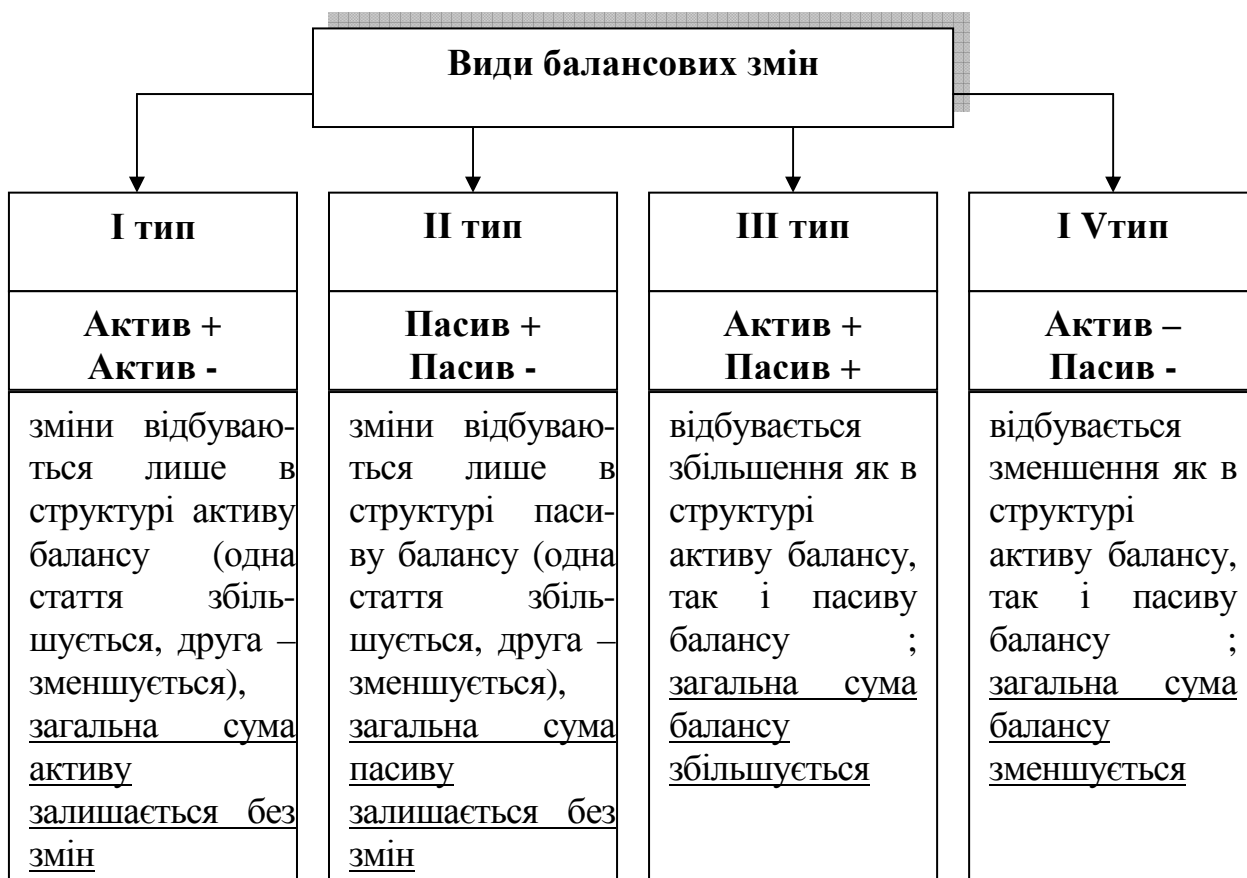 Види балансових змін
І тип
Актив +
Актив -
зміни відбуваю-
ться лише в
структурі активу
балансу (одна
стаття збіль-
шується, друга –
зменшується),
загальна сума
активу
залишається без
змін
ІІ тип
Пасив +
Пасив -
зміни відбуваю-
ться лише в
структурі паси-
ву балансу (одна
стаття збіль-
шується, друга –
зменшується),
загальна сума
пасиву
залишається без
змін
ІІІ тип
Актив +
Пасив +
відбувається
збільшення як в
структурі
активу балансу,
так і пасиву
балансу ;
загальна сума
балансу
збільшується
І Vтип
Актив –
Пасив -
відбувається
зменшення як в
структурі
активу балансу,
так і пасиву
балансу ;
загальна сума
балансу
зменшується